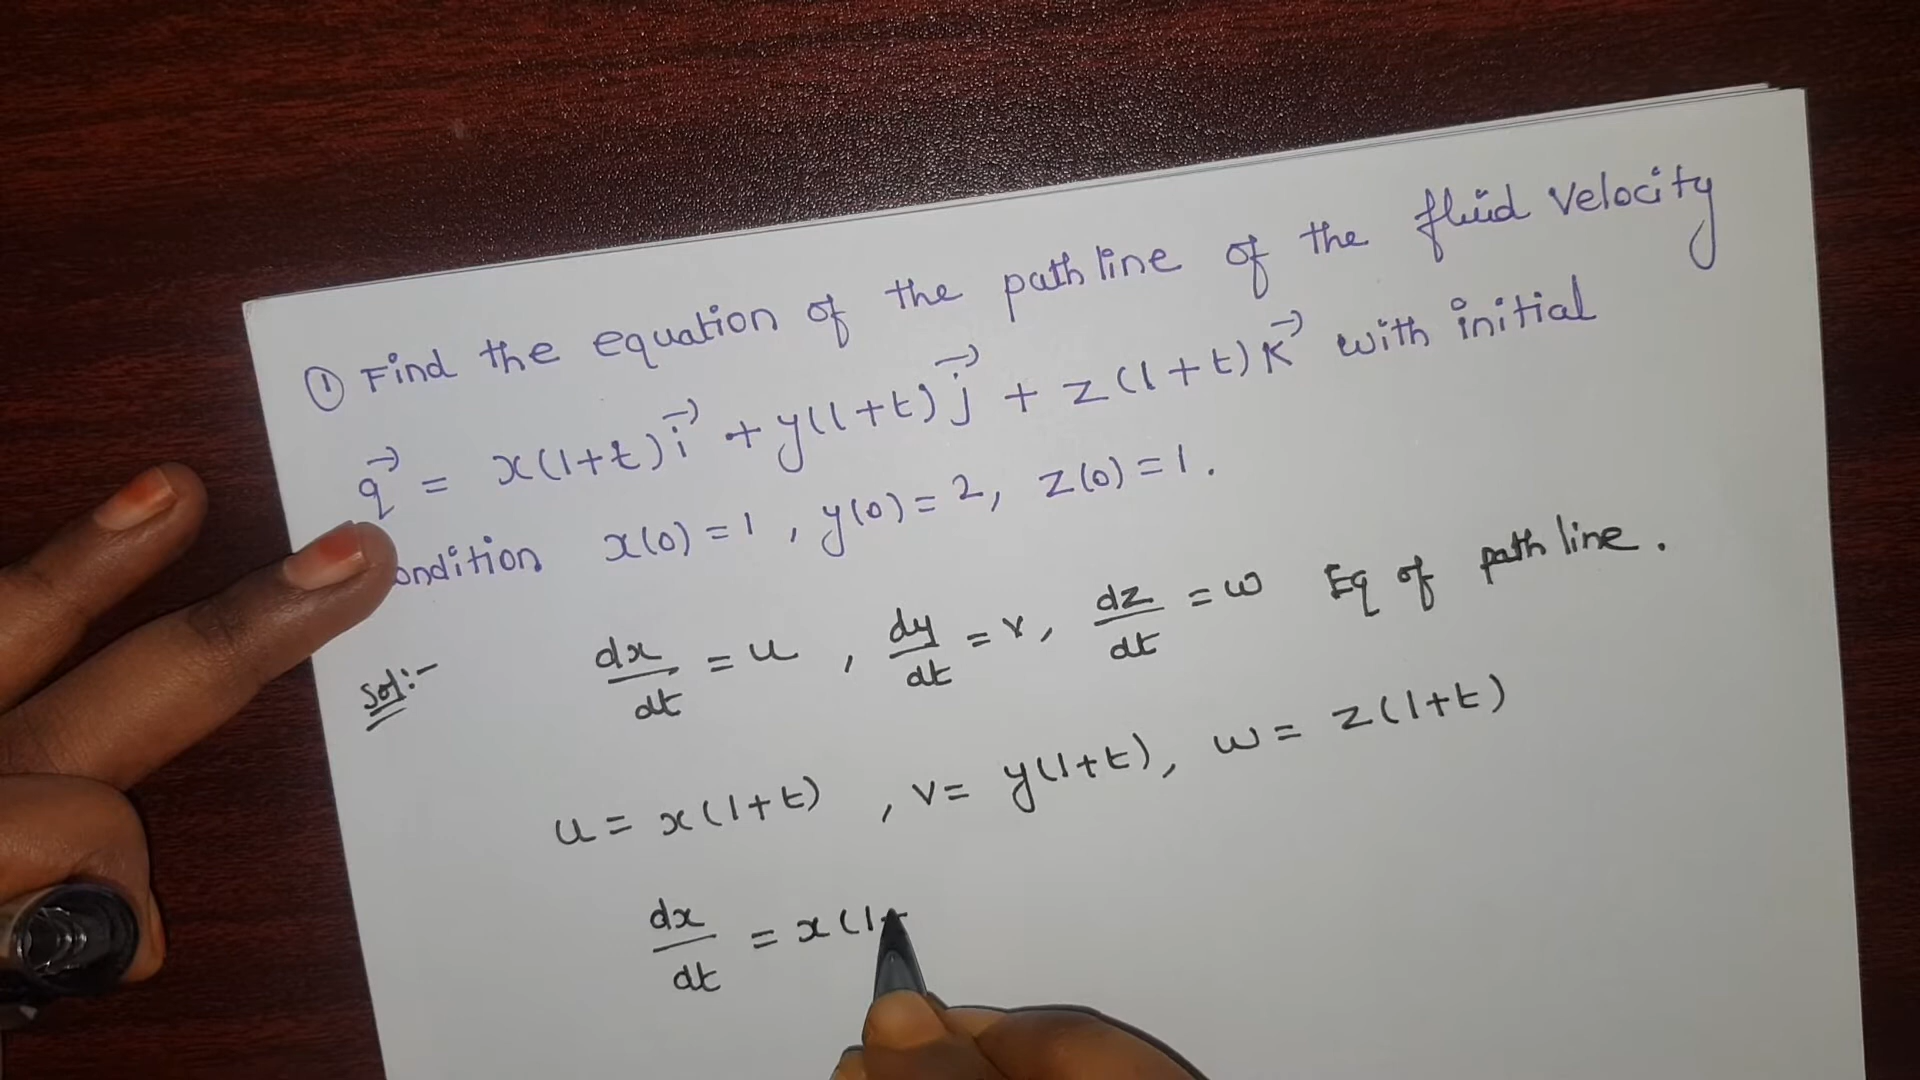 ① Find the equation of the path line of the fluid velocity
q⃗ = x(1+t)i⃗ + y(1+t)j⃗ + z(1+t)k⃗ with initial
ondition x(0)=1, y(0)=2, z(0)=1.
Sol:- dx/dt = u, dy/dt = v, dz/dt = w Eq of path line.
u = x(1+t), v = y(1+t), w = z(1+t)
dx/dt = x(1+